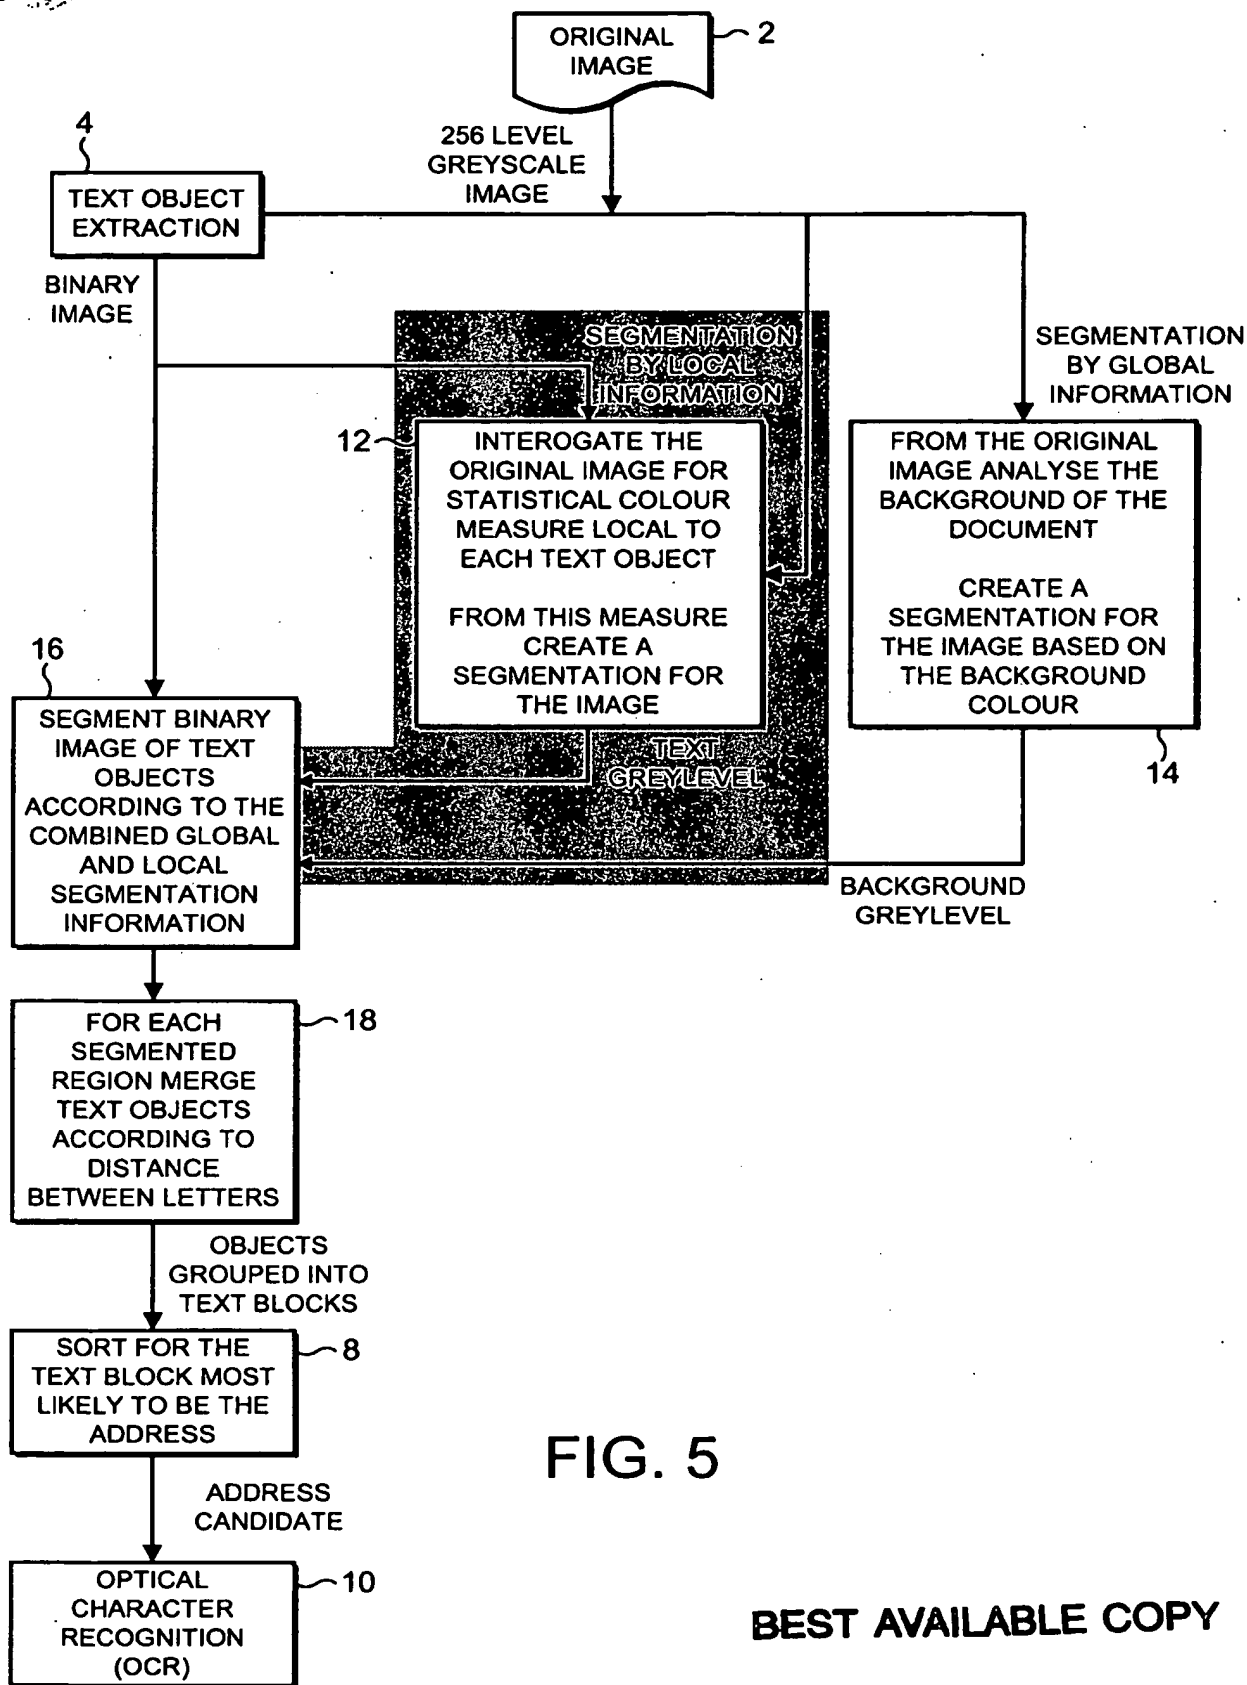 ORIGINAL
IMAGE
2
256 LEVEL
GREYSCALE
IMAGE
4
TEXT OBJECT
EXTRACTION
BINARY
IMAGE
SEGMENTATION
BY LOCAL
INFORMATION
SEGMENTATION
BY GLOBAL
INFORMATION
12
INTEROGATE THE
ORIGINAL IMAGE FOR
STATISTICAL COLOUR
MEASURE LOCAL TO
EACH TEXT OBJECT
FROM THIS MEASURE
CREATE A
SEGMENTATION FOR
THE IMAGE
FROM THE ORIGINAL
IMAGE ANALYSE THE
BACKGROUND OF THE
DOCUMENT
CREATE A
SEGMENTATION FOR
THE IMAGE BASED ON
THE BACKGROUND
COLOUR
14
TEXT
GREYLEVEL
BACKGROUND
GREYLEVEL
16
SEGMENT BINARY
IMAGE OF TEXT
OBJECTS
ACCORDING TO THE
COMBINED GLOBAL
AND LOCAL
SEGMENTATION
INFORMATION
18
FOR EACH
SEGMENTED
REGION MERGE
TEXT OBJECTS
ACCORDING TO
DISTANCE
BETWEEN LETTERS
OBJECTS
GROUPED INTO
TEXT BLOCKS
8
SORT FOR THE
TEXT BLOCK MOST
LIKELY TO BE THE
ADDRESS
ADDRESS
CANDIDATE
10
OPTICAL
CHARACTER
RECOGNITION
(OCR)
FIG. 5
BEST AVAILABLE COPY